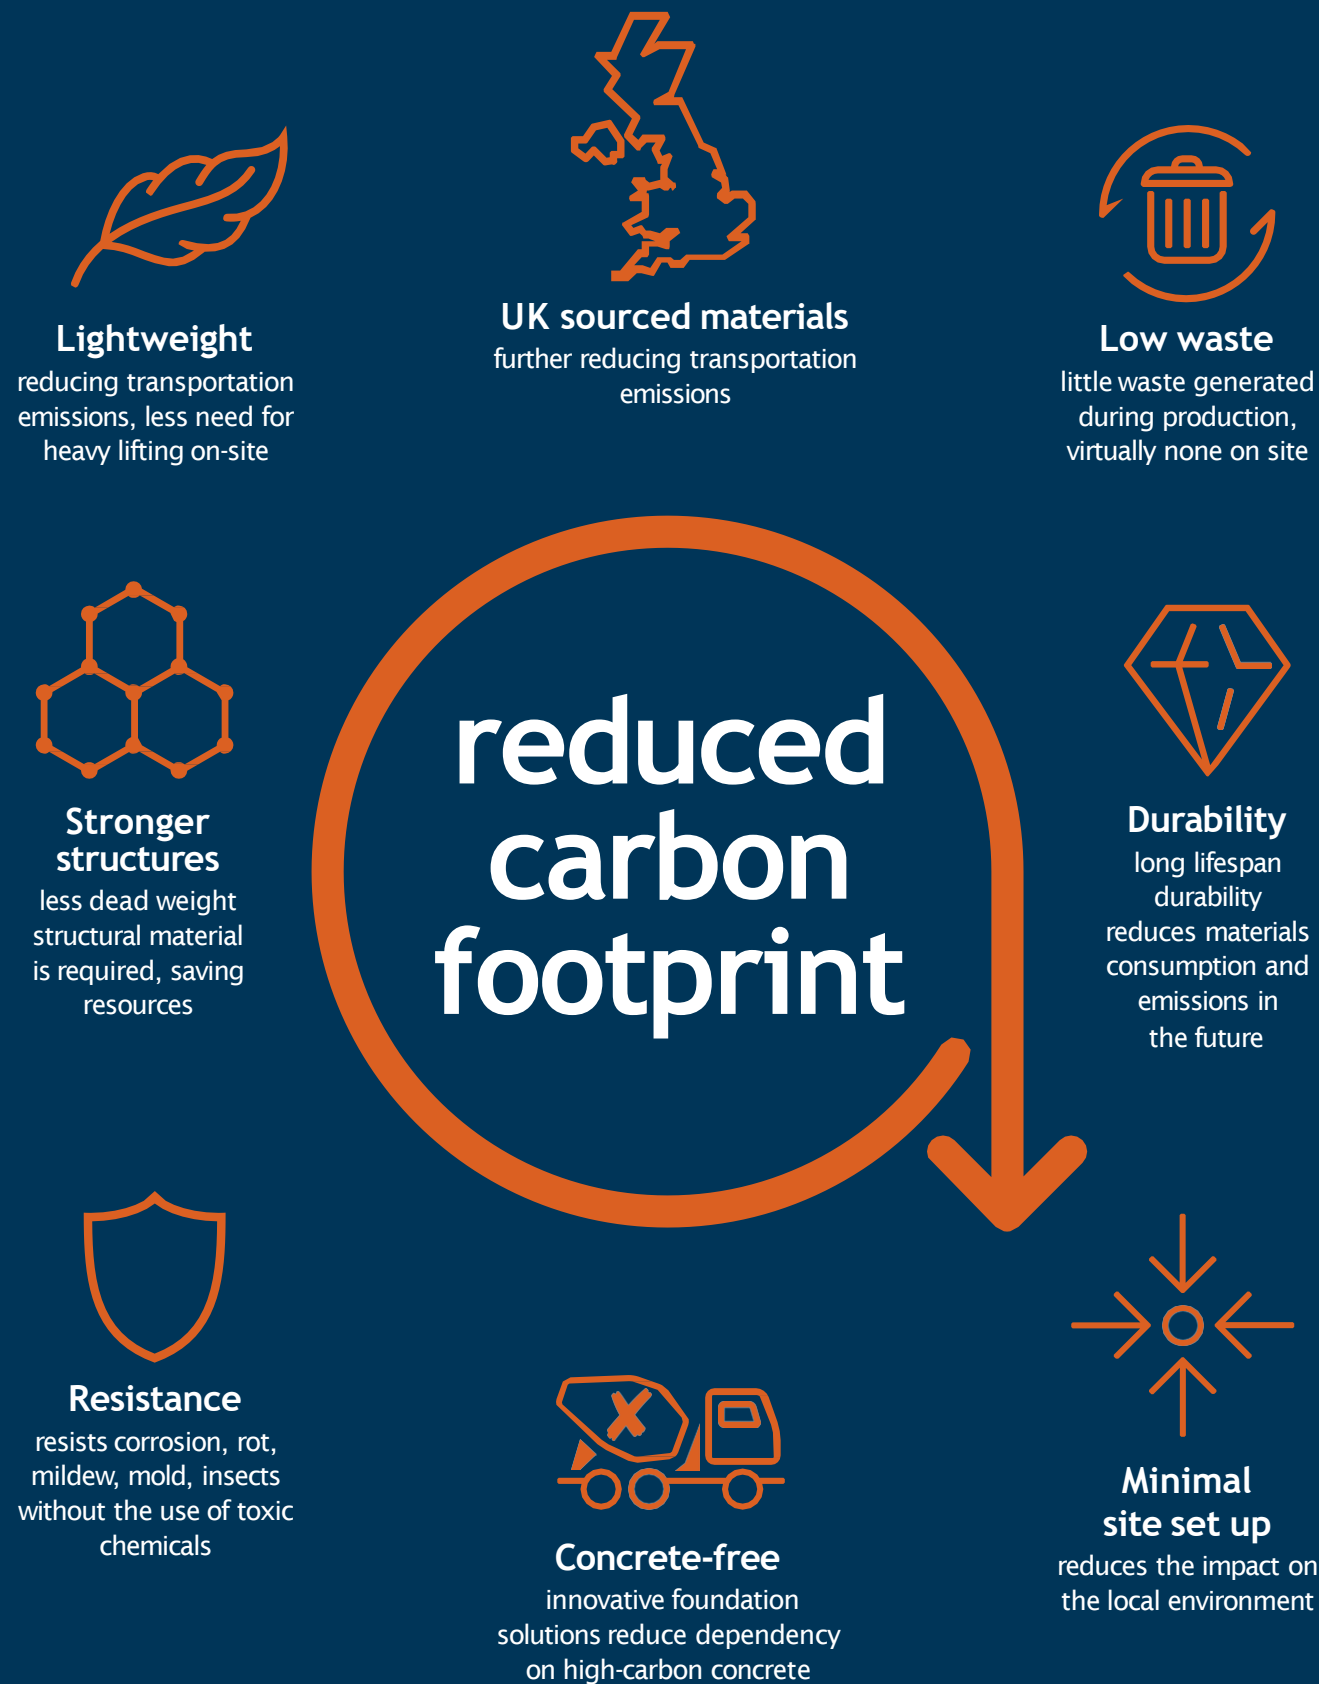 Lightweight
reducing transportation
emissions, less need for
heavy lifting on-site
UK sourced materials
further reducing transportation
emissions
Low waste
little waste generated
during production,
virtually none on site
Stronger
structures
less dead weight
structural material
is required, saving
resources
reduced
carbon
footprint
Durability
long lifespan
durability
reduces materials
consumption and
emissions in
the future
Resistance
resists corrosion, rot,
mildew, mold, insects
without the use of toxic
chemicals
Concrete-free
innovative foundation
solutions reduce dependency
on high-carbon concrete
Minimal
site set up
reduces the impact on
the local environment